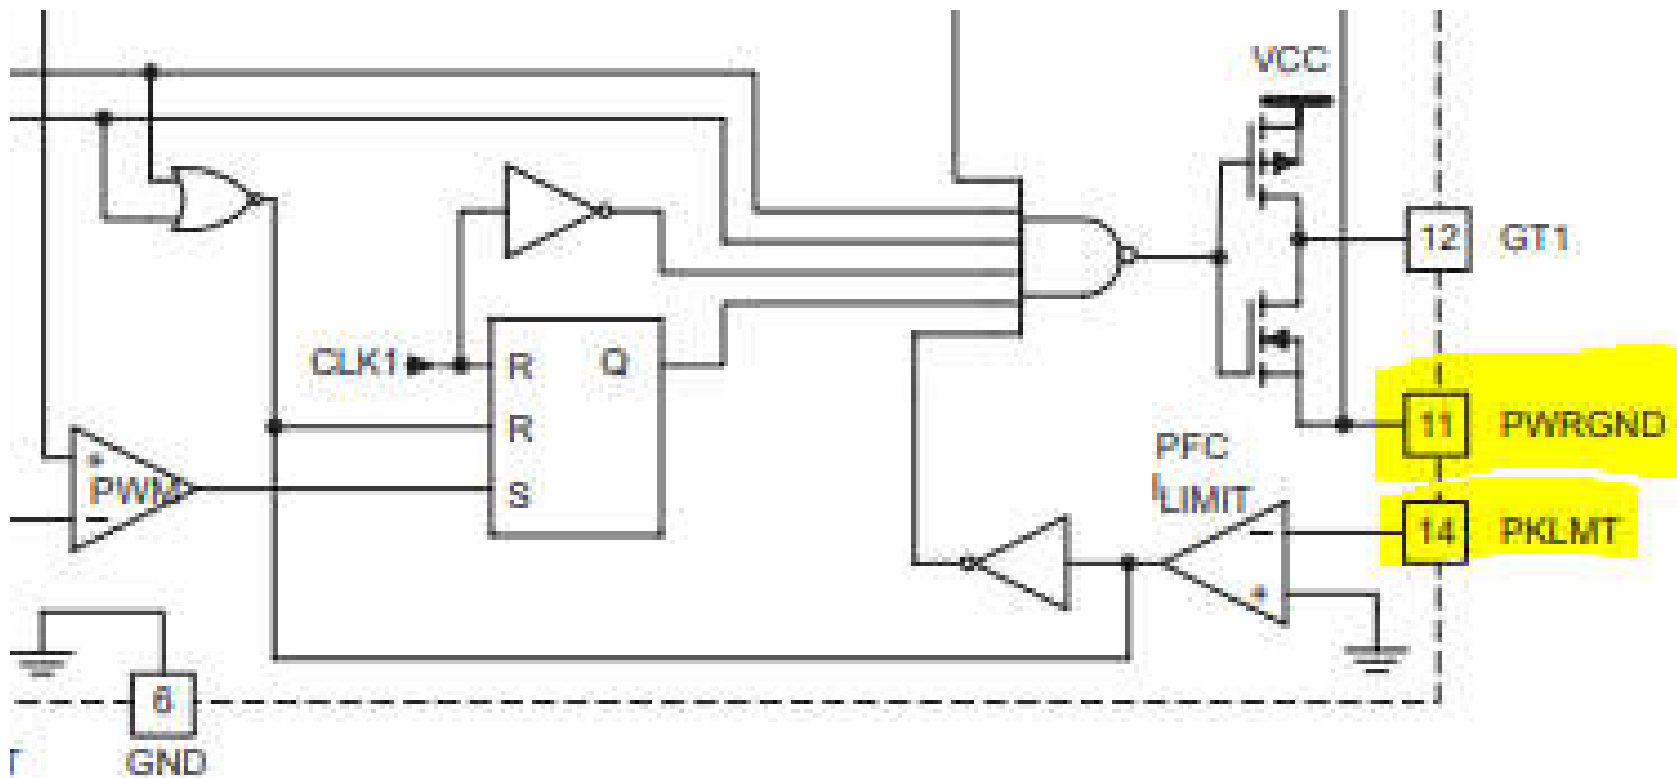 VCC
12 GT1
CLK1
R Q
R
S
11 PWRGND
PFC
ILIMIT
+
PWM
-
-
14 PKLMT
+
6
GND
T